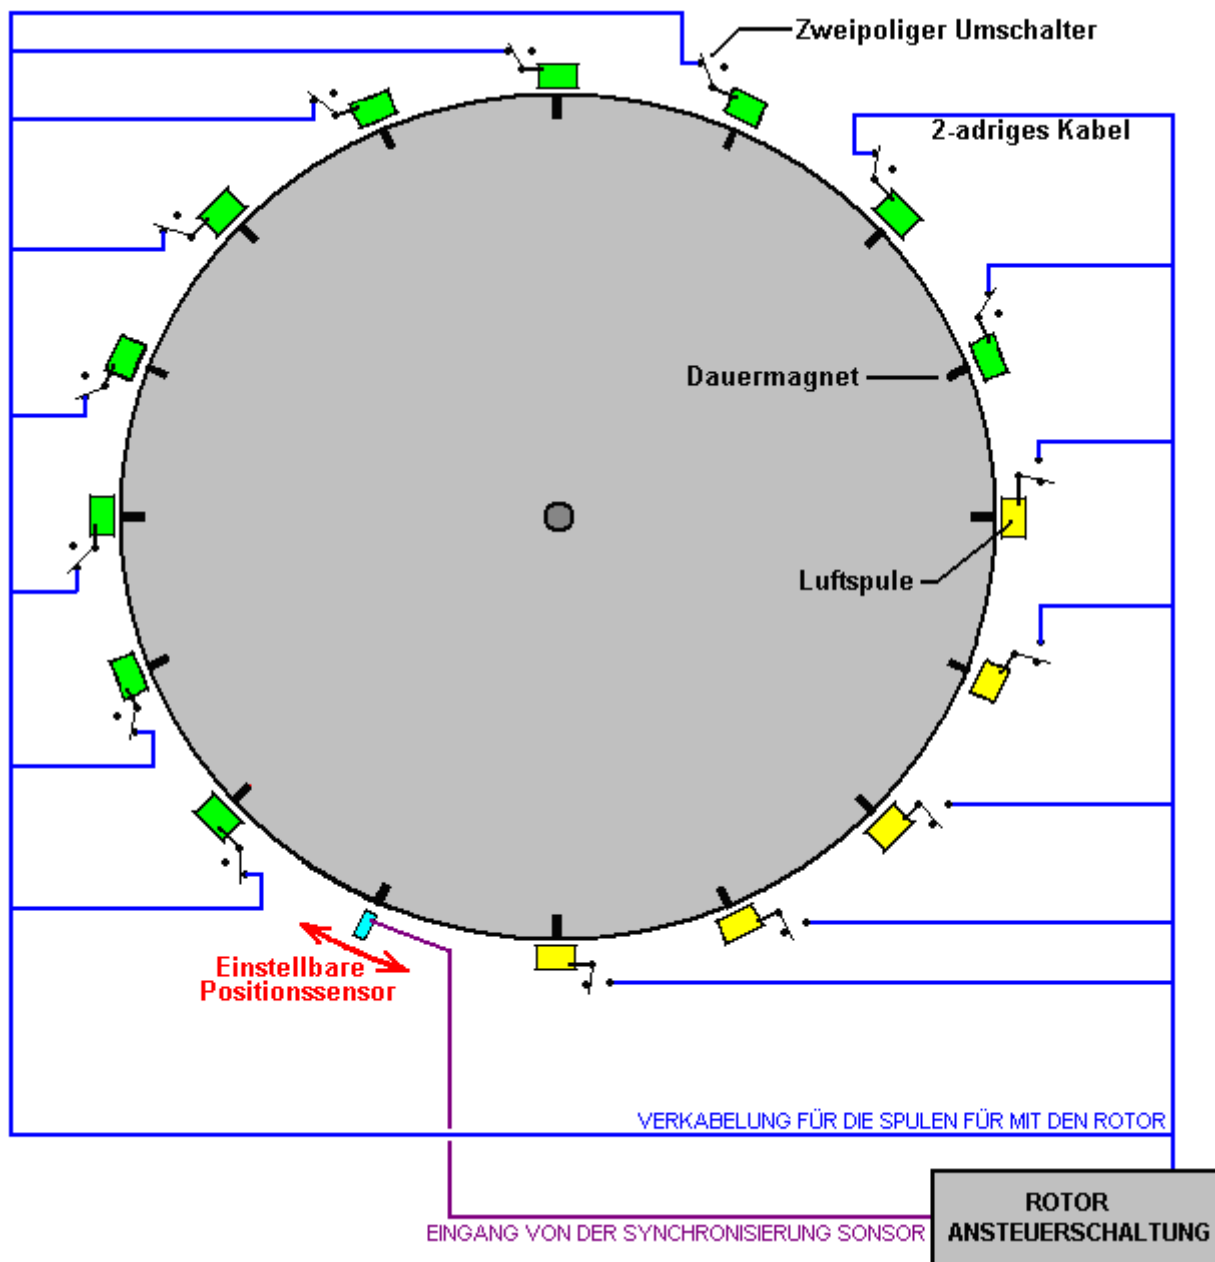 Zweipoliger Umschalter
2-adriges Kabel
Dauermagnet
Luftspule
Einstellbare
Positionssensor
VERKABELUNG FÜR DIE SPULEN FÜR MIT DEN ROTOR
EINGANG VON DER SYNCHRONISIERUNG SONSOR
ROTOR
ANSTEUERSCHALTUNG